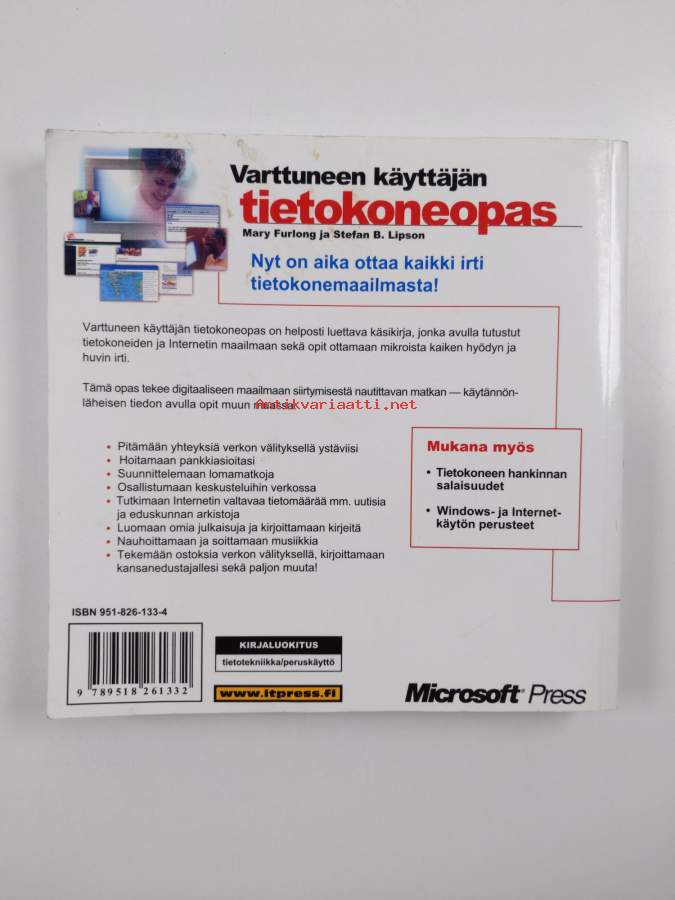 Varttuneen käyttäjän
tietokoneopas
Mary Furlong ja Stefan B. Lipson
Nyt on aika ottaa kaikki irti
tietokonemaailmasta!
Varttuneen käyttäjän tietokoneopas on helposti luettava käsikirja, jonka avulla tutustut
tietokoneiden ja Internetin maailmaan sekä opit ottamaan mikroista kaiken hyödyn ja
huvin irti.
Tämä opas tekee digitaaliseen maailmaan siirtymisestä nautittavan matkan — käytännön-
läheisen tiedon avulla opit muun muassa:
Antikvariaatti.net
• Pitämään yhteyksiä verkon välityksellä ystäviisi
• Hoitamaan pankkiasioitasi
• Suunnittelemaan lomamatkoja
• Osallistumaan keskusteluihin verkossa
• Tutkimaan Internetin valtavaa tietomäärää mm. uutisia
ja eduskunnan arkistoja
• Luomaan omia julkaisuja ja kirjoittamaan kirjeitä
• Nauhoittamaan ja soittamaan musiikkia
• Tekemään ostoksia verkon välityksellä, kirjoittamaan
kansanedustajallesi sekä paljon muuta!
Mukana myös
• Tietokoneen hankinnan
salaisuudet
• Windows- ja Internet-
käytön perusteet
ISBN 951-826-133-4
9 789518 261332
KIRJALUOKITUS
tietotekniikka/peruskäyttö
www.itpress.fi
Microsoft® Press